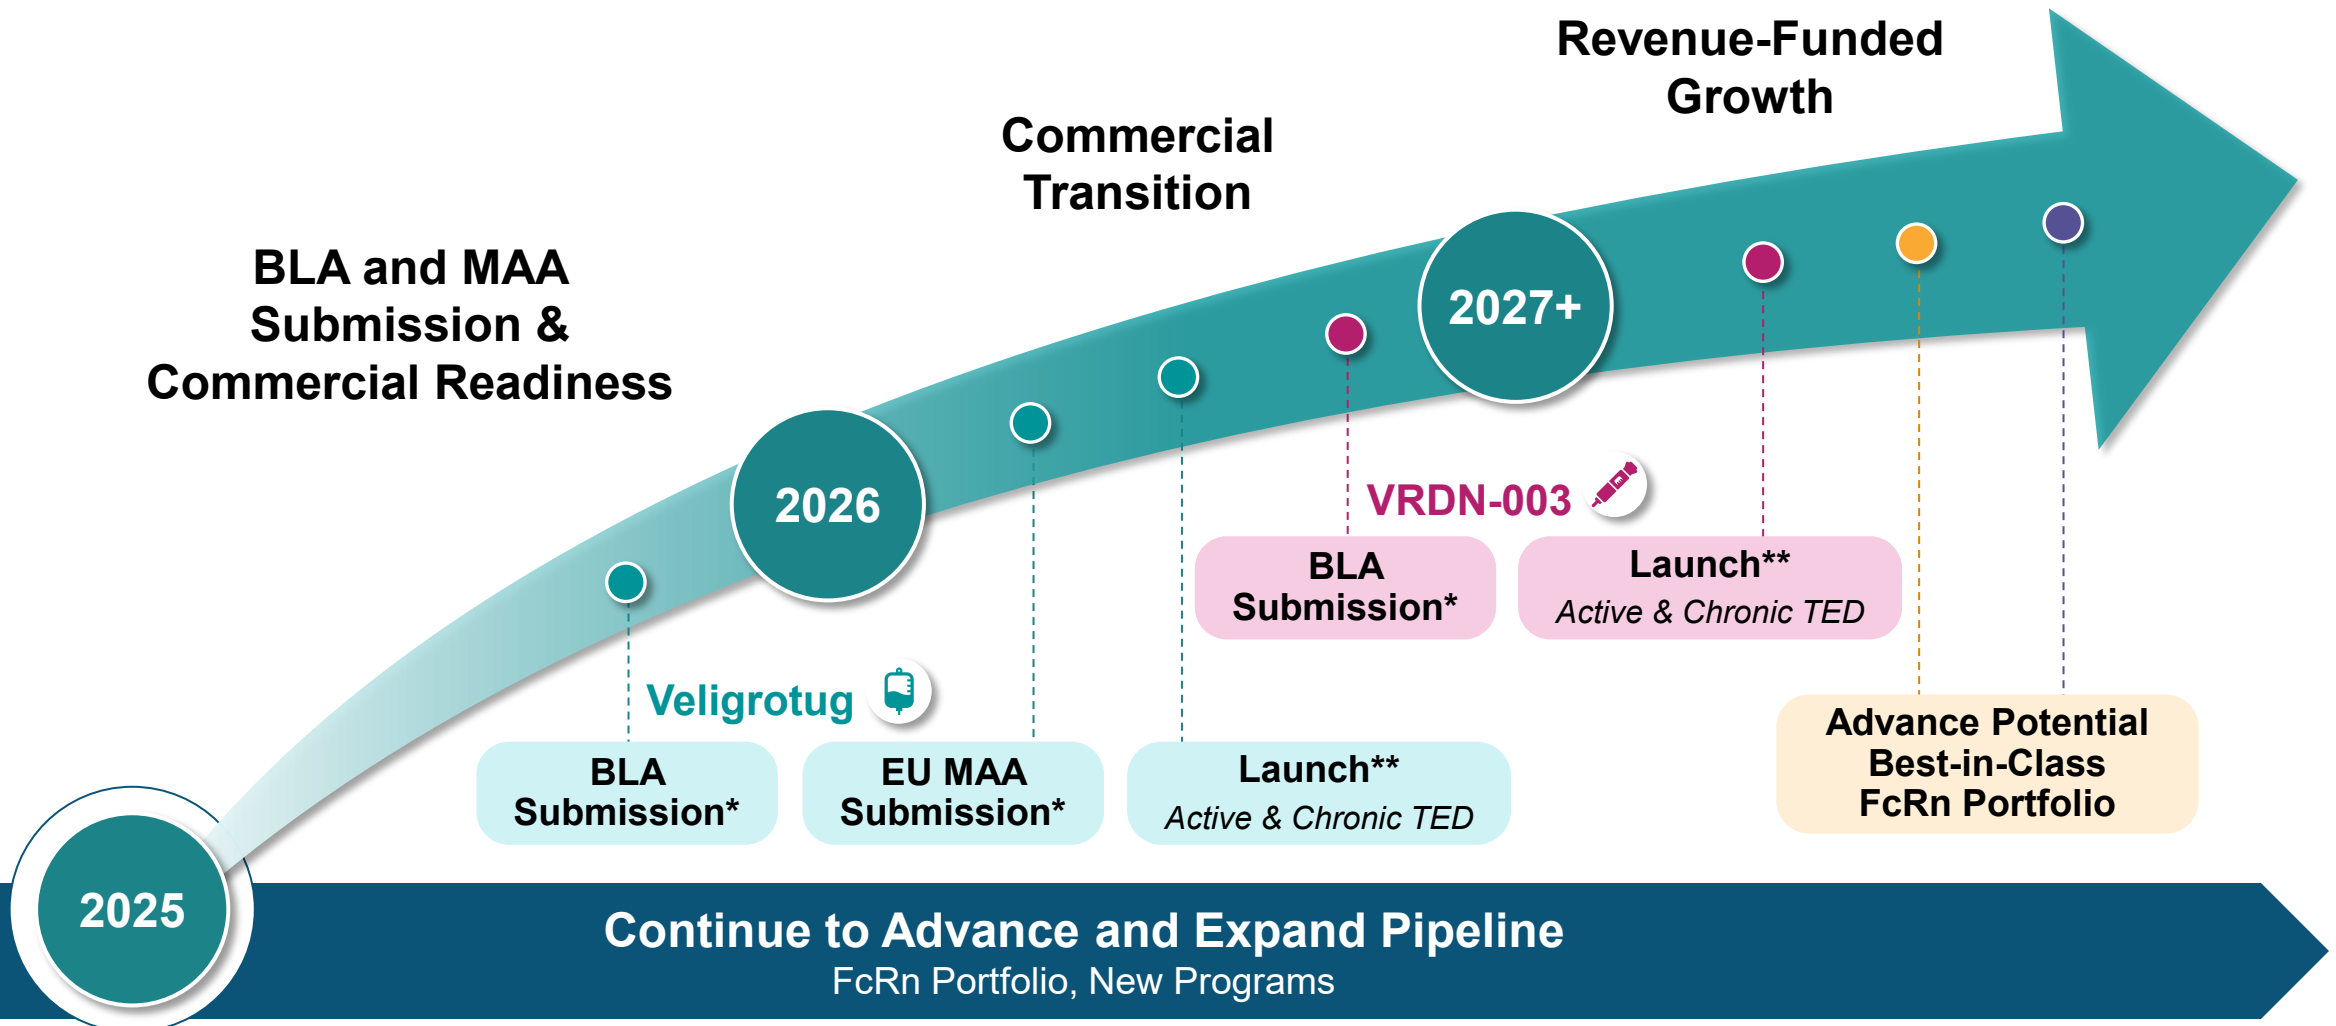 Revenue-Funded
Growth
Commercial
Transition
BLA and MAA
Submission &
Commercial Readiness
2027+
2026
VRDN-003
BLA
Submission*
Launch**
Active & Chronic TED
Veligrotug
BLA
Submission*
EU MAA
Submission*
Launch**
Active & Chronic TED
Advance Potential
Best-in-Class
FcRn Portfolio
2025
Continue to Advance and Expand Pipeline
FcRn Portfolio, New Programs